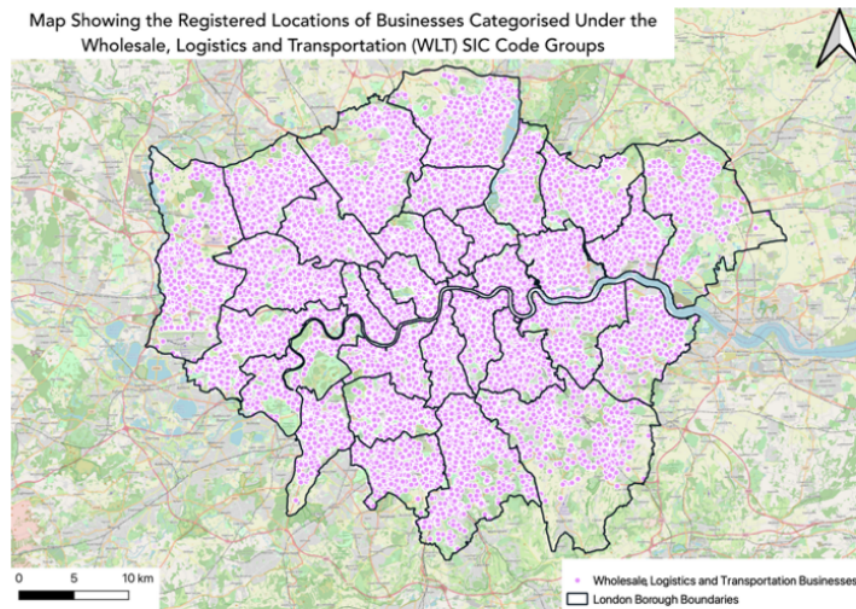 Map Showing the Registered Locations of Businesses Categorised Under the
Wholesale, Logistics and Transportation (WLT) SIC Code Groups
0 5 10 km
Wholesale, Logistics and Transportation Businesses
London Borough Boundaries